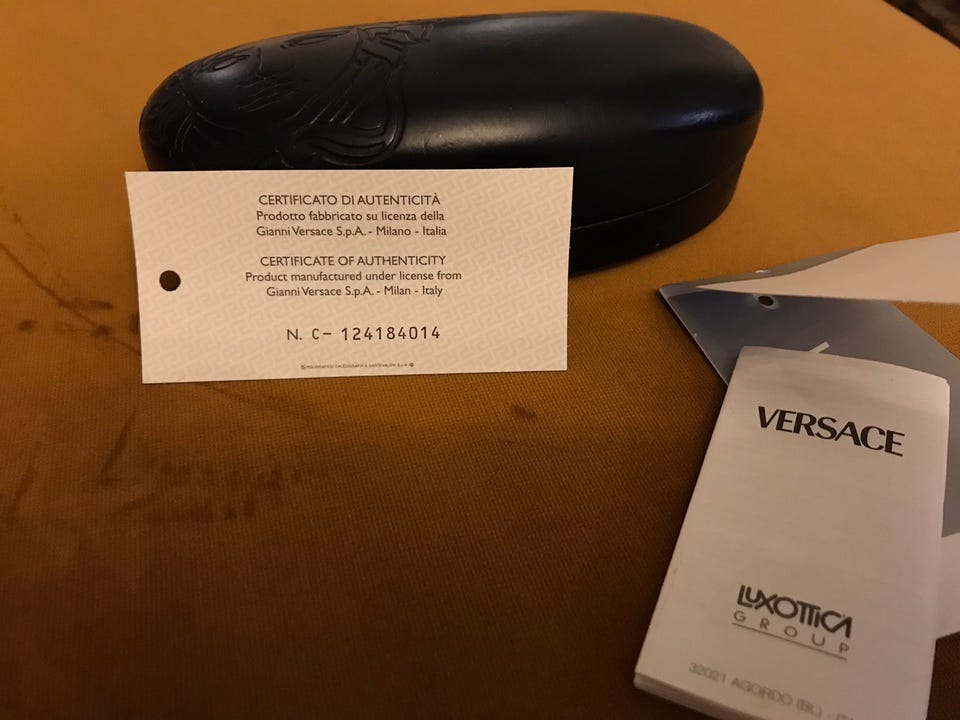 CERTIFICATO DI AUTENTICITÀ
Prodotto fabbricato su licenza della
Gianni Versace S.p.A. - Milano - Italia
CERTIFICATE OF AUTHENTICITY
Product manufactured under license from
Gianni Versace S.p.A. - Milan - Italy
N. C- 124184014
VERSACE
LUXOTTICA
GROUP
32021 AGORDO (BL) -